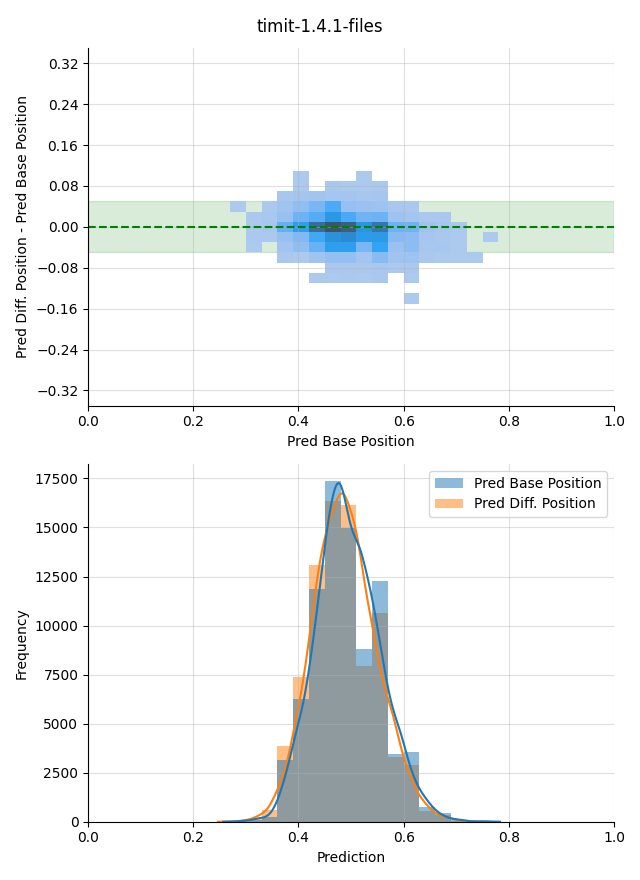 timit-1.4.1-files
Pred Diff. Position - Pred Base Position
0.32
0.24
0.16
0.08
0.00
−0.08
−0.16
−0.24
−0.32
0.0 0.2 0.4 0.6 0.8 1.0
Pred Base Position
Frequency
17500
15000
12500
10000
7500
5000
2500
0
Pred Base Position
Pred Diff. Position
0.0 0.2 0.4 0.6 0.8 1.0
Prediction